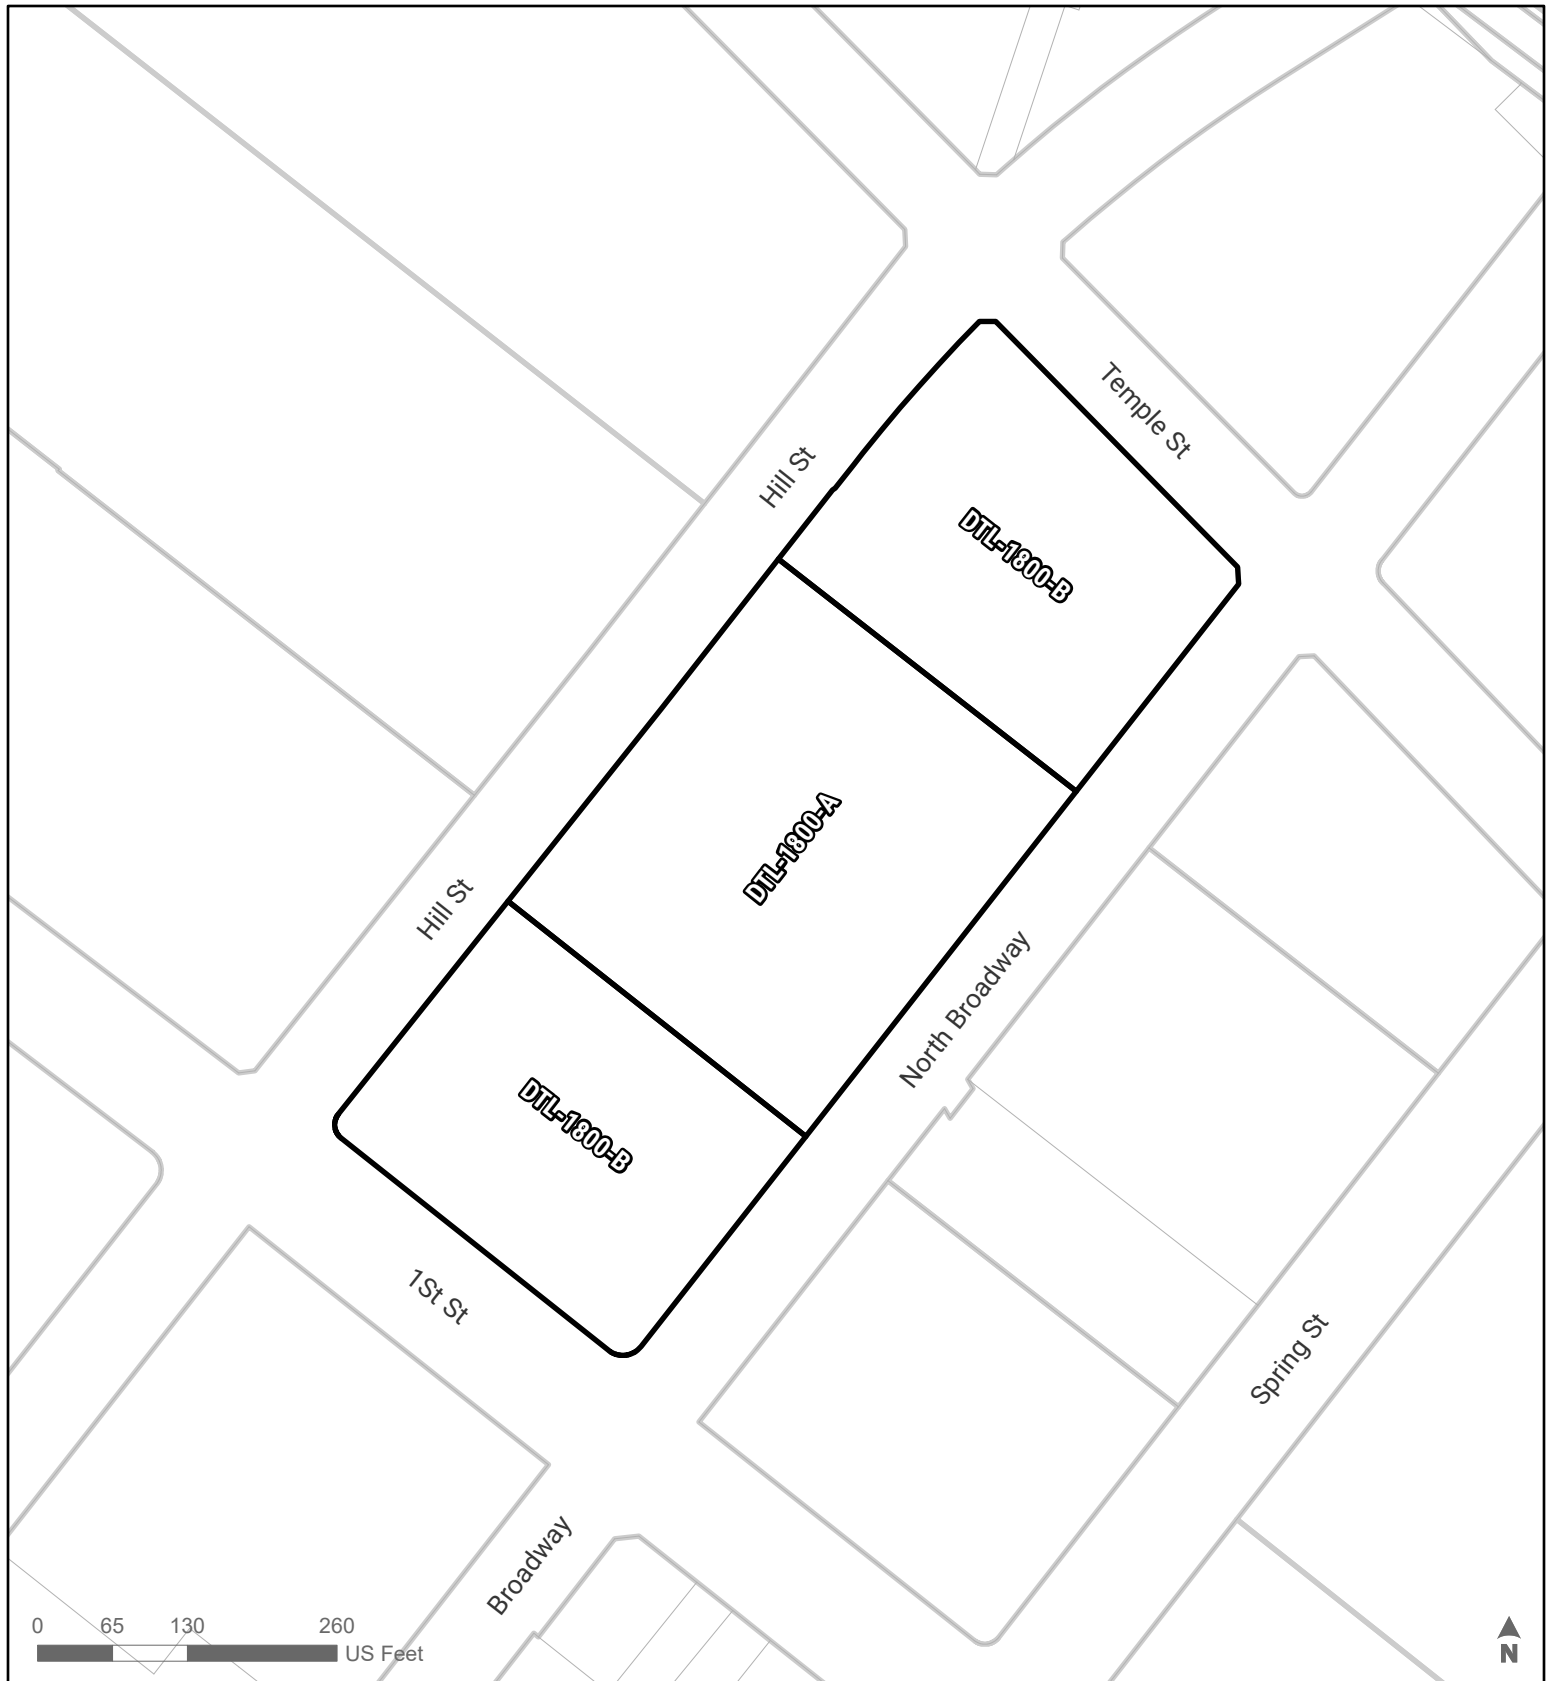 Temple St
Hill St
DTL-1800-B
DTL-1800-A
Hill St
North Broadway
DTL-1800-B
1St St
Spring St
Broadway
0 65 130 260
US Feet
N